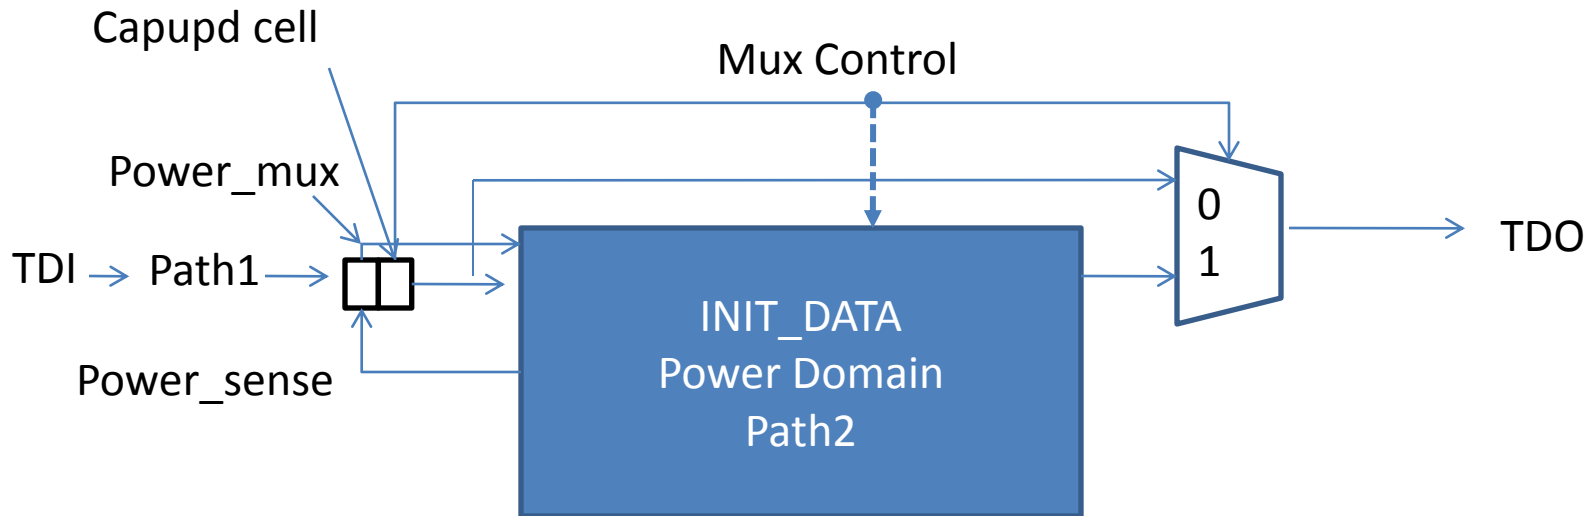 Capupd cell
Mux Control
Power_mux
TDI
Path1
Power_sense
INIT_DATA
Power Domain
Path2
0
1
TDO